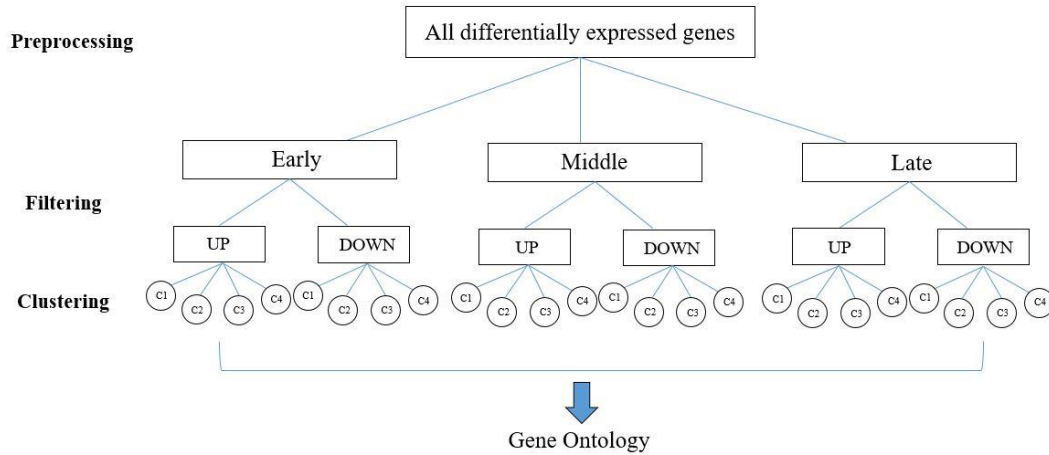 Preprocessing
All differentially expressed genes
Early
Middle
Late
Filtering
UP
DOWN
UP
DOWN
UP
DOWN
Clustering
C1
C2
C3
C4
C1
C2
C3
C4
C1
C2
C3
C4
C1
C2
C3
C4
C1
C2
C3
C4
C1
C2
C3
C4
Gene Ontology